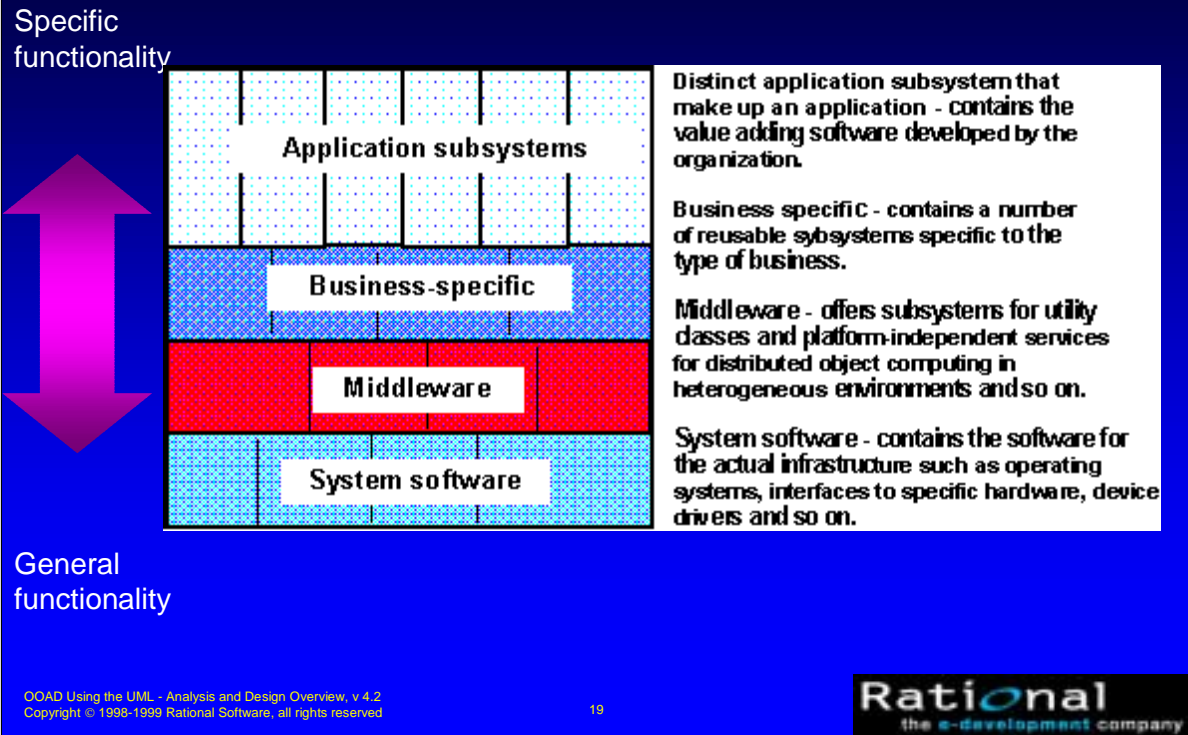 Specific
functionality
Application subsystems
Business-specific
Middleware
System software
Distinct application subsystem that
make up an application - contains the
value adding software developed by the
organization.
Business specific - contains a number
of reusable sybsystems specific to the
type of business.
Middleware - offers subsystems for utility
classes and platform-independent services
for distributed object computing in
heterogeneous environments and so on.
System software - contains the software for
the actual infrastructure such as operating
systems, interfaces to specific hardware, device
drivers and so on.
General
functionality
OOAD Using the UML - Analysis and Design Overview, v 4.2
Copyright © 1998-1999 Rational Software, all rights reserved
19
Rational
the e-development company